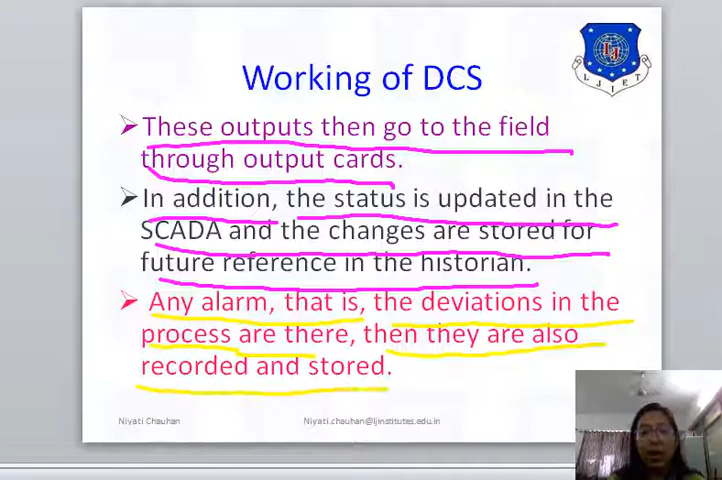 Working of DCS
LJIET
➢ These outputs then go to the field
through output cards.
➢ In addition, the status is updated in the
SCADA and the changes are stored for
future reference in the historian.
➢ Any alarm, that is, the deviations in the
process are there, then they are also
recorded and stored.
Niyati Chauhan
Niyati.chauhan@ljinstitutes.edu.in